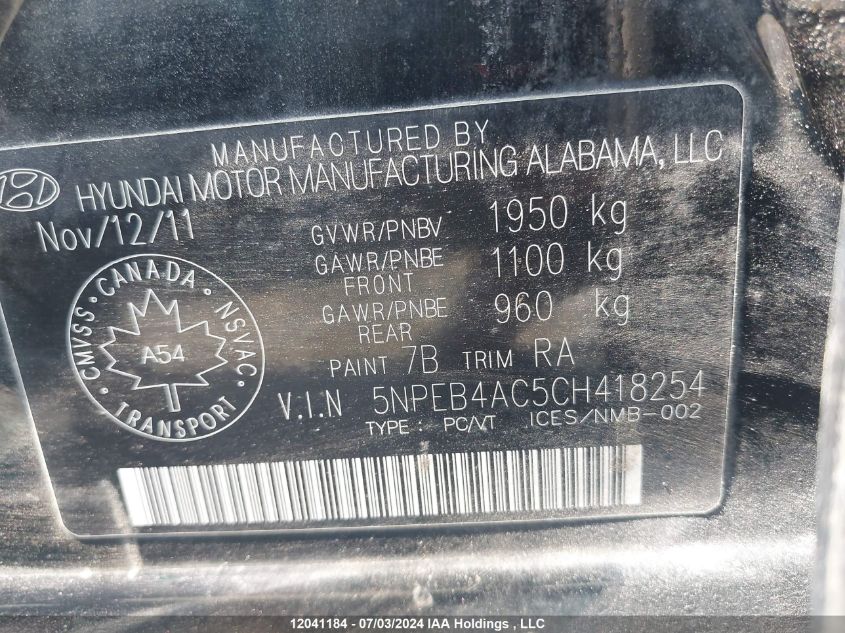 MANUFACTURED BY
HYUNDAI MOTOR MANUFACTURING ALABAMA, LLC
Nov/12/11
GVWR/PNBV 1950 kg
GAWR/PNBE 1100 kg
FRONT
GAWR/PNBE 960 kg
REAR
PAINT 7B TRIM RA
CANADA
CMVSS · NSVAC
A54
TRANSPORT
V.I.N 5NPEB4AC5CH418254
TYPE : PC/VT ICES/NMB-002
12041184 - 07/03/2024 IAA Holdings , LLC